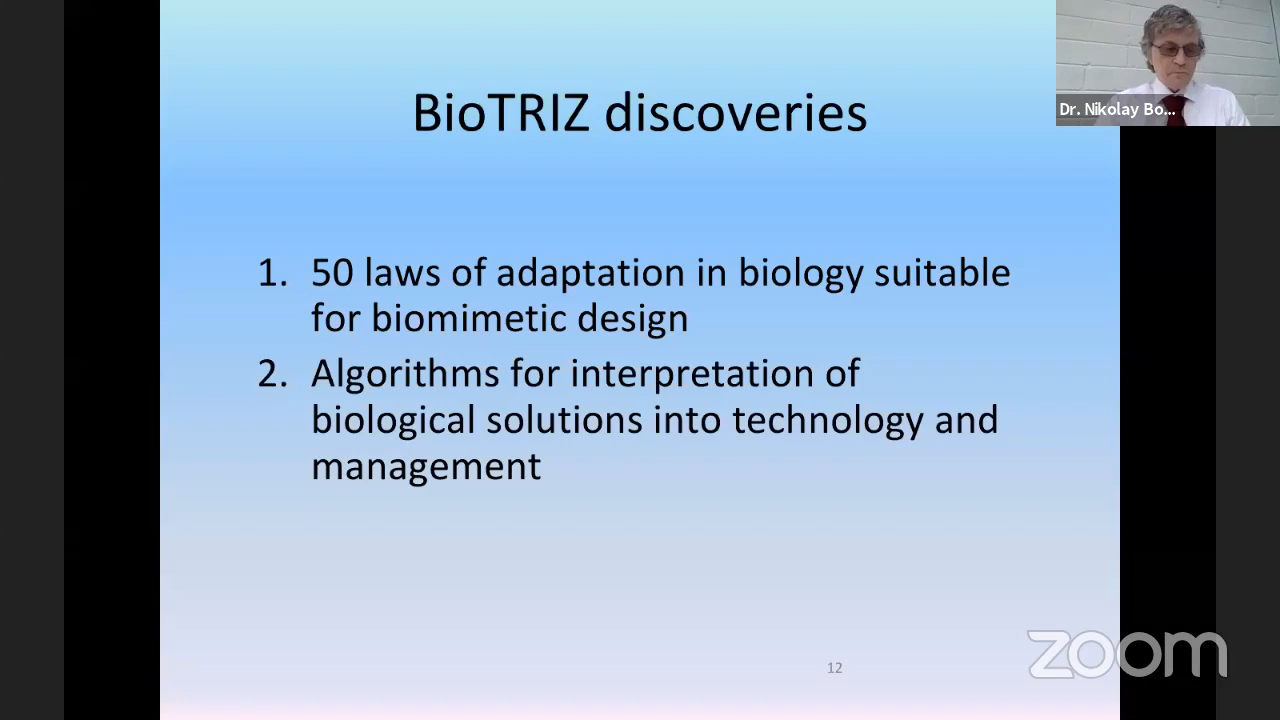 BioTRIZ discoveries
Dr. Nikolay Bo...
1. 50 laws of adaptation in biology suitable
for biomimetic design
2. Algorithms for interpretation of
biological solutions into technology and
management
12
zoom